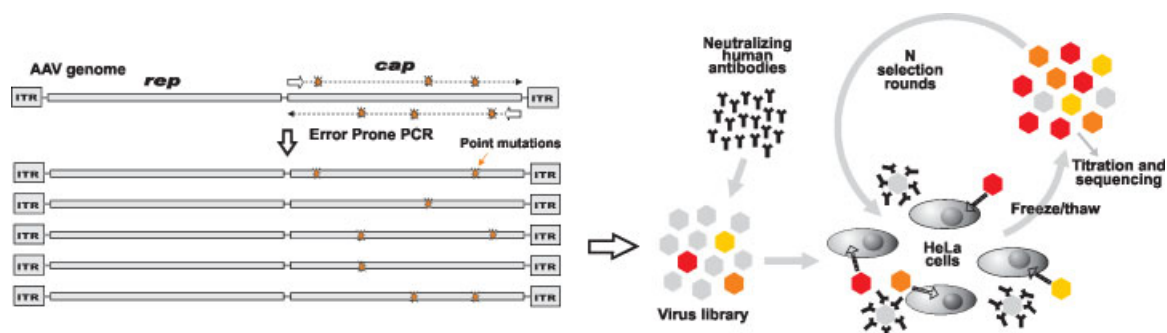 AAV genome
rep
cap
ITR
ITR
Error Prone PCR
Point mutations
ITR
ITR
ITR
ITR
ITR
ITR
ITR
ITR
ITR
ITR
Neutralizing
human
antibodies
Virus library
N
selection
rounds
HeLa
cells
Freeze/thaw
Titration and
sequencing